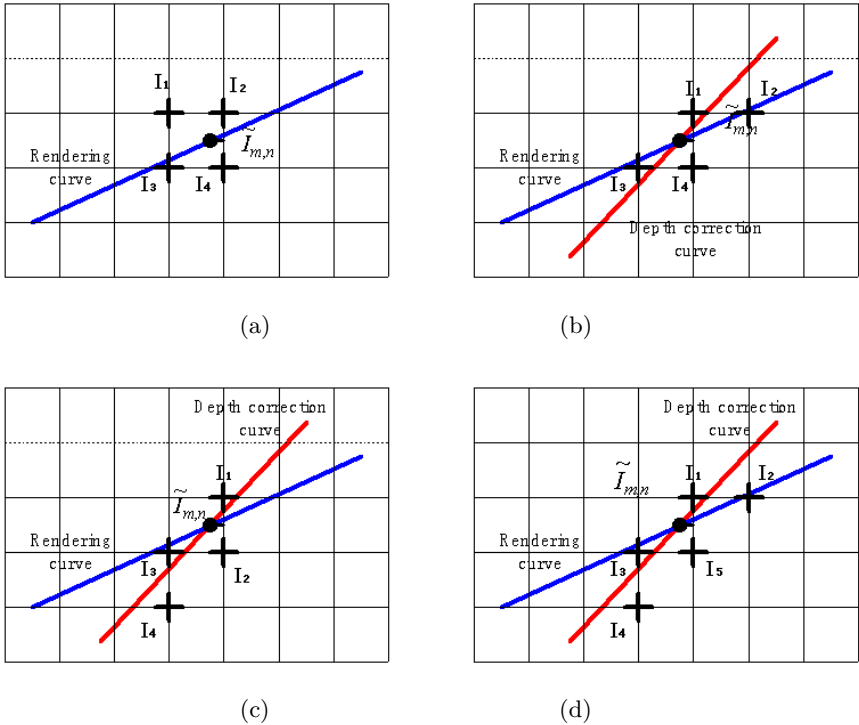 I₁ I₂
Ĩm,n
Rendering
curve
I₃ I₄
(a)
I₁ I₂
Ĩm,n
Rendering
curve
I₃ I₄
Depth correction
curve
(b)
Depth correction
curve
I₁
Ĩm,n
Rendering
curve
I₃ I₂
I₄
(c)
Depth correction
curve
Ĩm,n I₁ I₂
Rendering
curve
I₃ I₅
I₄
(d)